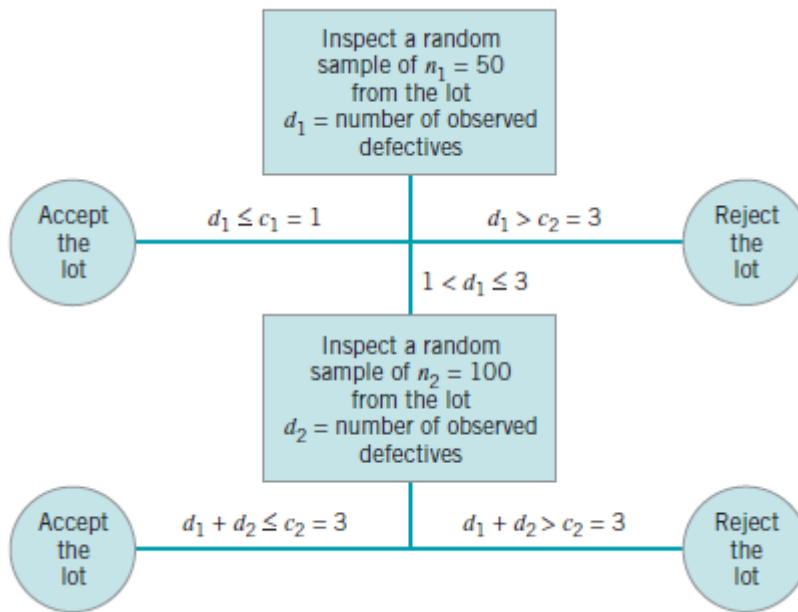 Inspect a random
sample of n₁ = 50
from the lot
d₁ = number of observed
defectives
Accept
the
lot
d₁ ≤ c₁ = 1
d₁ > c₂ = 3
Reject
the
lot
1 < d₁ ≤ 3
Inspect a random
sample of n₂ = 100
from the lot
d₂ = number of observed
defectives
Accept
the
lot
d₁ + d₂ ≤ c₂ = 3
d₁ + d₂ > c₂ = 3
Reject
the
lot